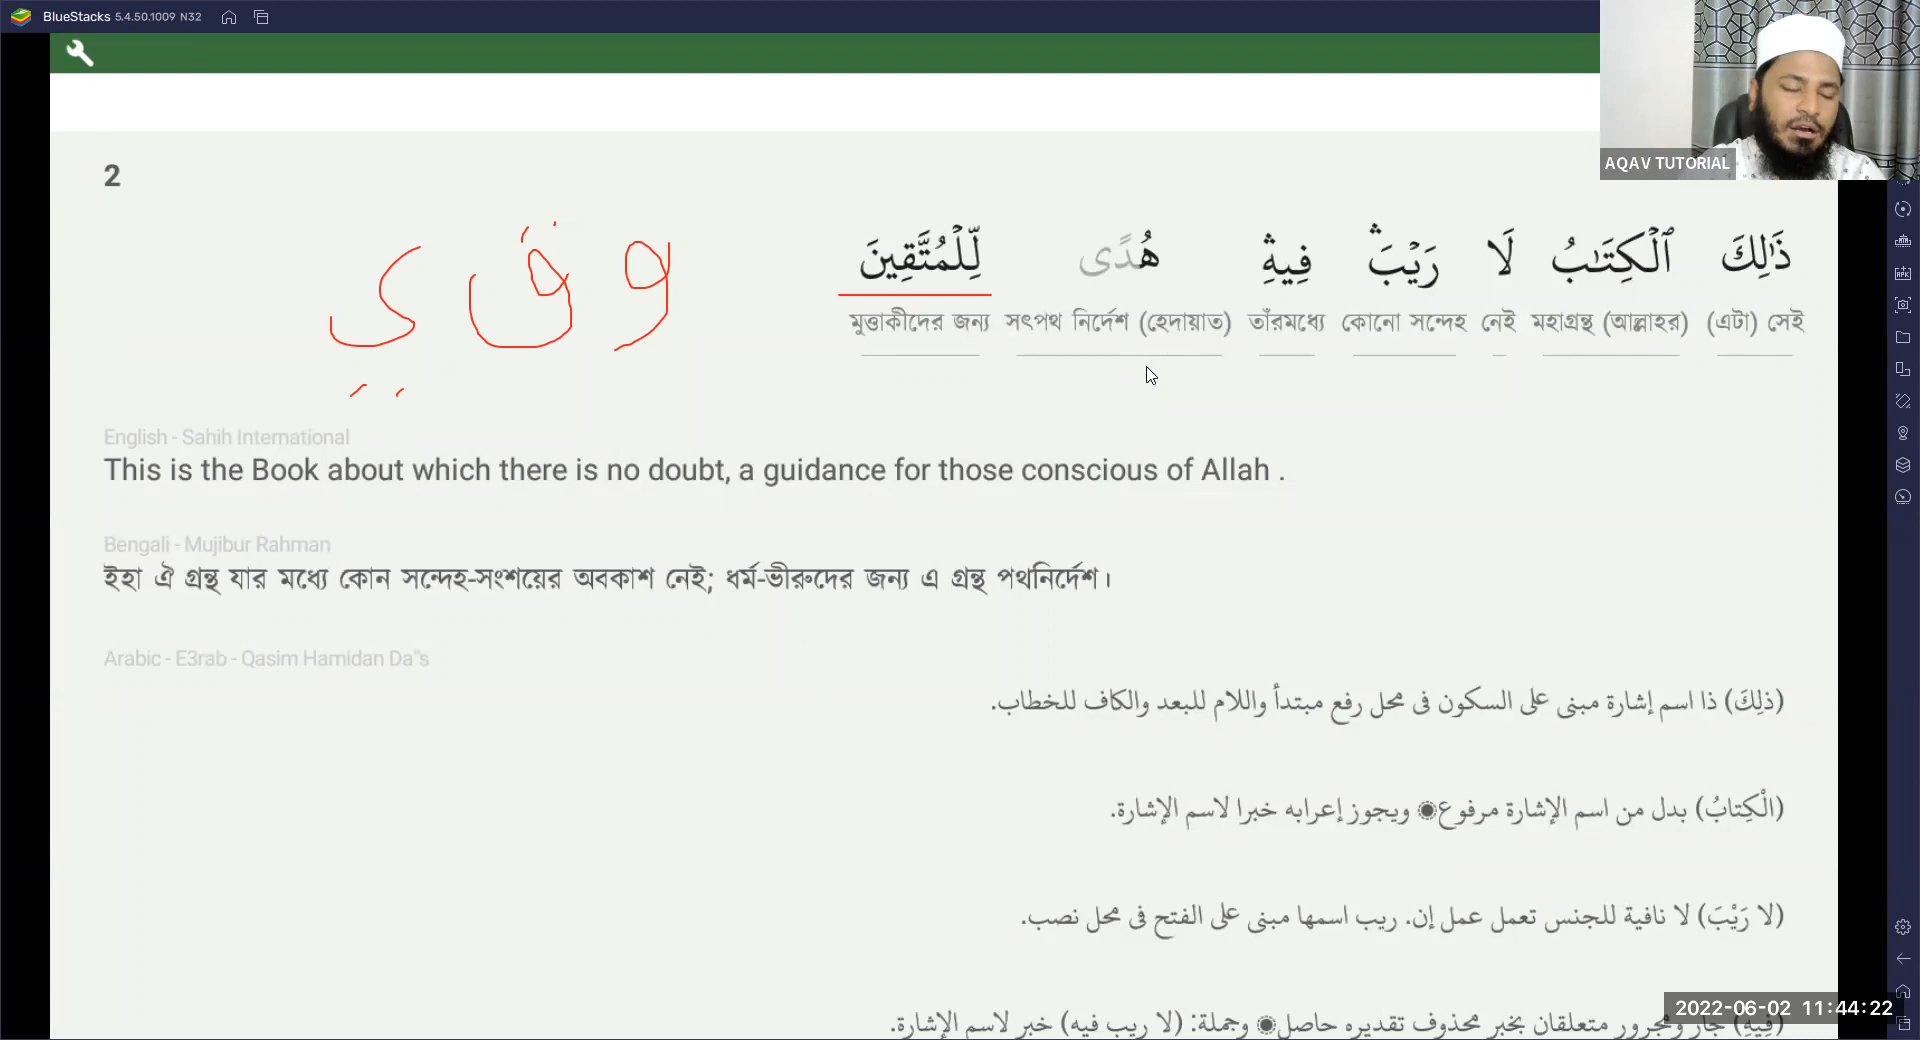 BlueStacks 5.4.50.1009 N32
AQAV TUTORIAL
2
و ق ي
ذَٰلِكَ ٱلْكِتَٰبُ لَا رَيْبَ ۛ فِيهِ ۛ هُدًى لِّلْمُتَّقِينَ
মুত্তাকীদের জন্য সৎপথ নির্দেশ (হেদায়াত) তাঁরমধ্যে কোনো সন্দেহ নেই মহাগ্রন্থ (আল্লাহর) (এটা) সেই
English - Sahih International
This is the Book about which there is no doubt, a guidance for those conscious of Allah .
Bengali - Mujibur Rahman
ইহা ঐ গ্রন্থ যার মধ্যে কোন সন্দেহ-সংশয়ের অবকাশ নেই; ধর্ম-ভীরুদের জন্য এ গ্রন্থ পথনির্দেশ।
Arabic - E3rab - Qasim Hamidan Da"s
(ذلِكَ) ذا اسم إشارة مبنى على السكون فى محل رفع مبتدأ واللام للبعد والكاف للخطاب.
(الْكِتابُ) بدل من اسم الإشارة مرفوع۞ ويجوز إعرابه خبرا لاسم الإشارة.
(لا رَيْبَ) لا نافية للجنس تعمل عمل إن. ريب اسمها مبنى على الفتح فى محل نصب.
(فِيهِ) جار ومجرور متعلقان بخبر محذوف تقديره حاصل۞ وجملة: (لا ريب فيه) خبر لاسم الإشارة.
2022-06-02 11:44:22